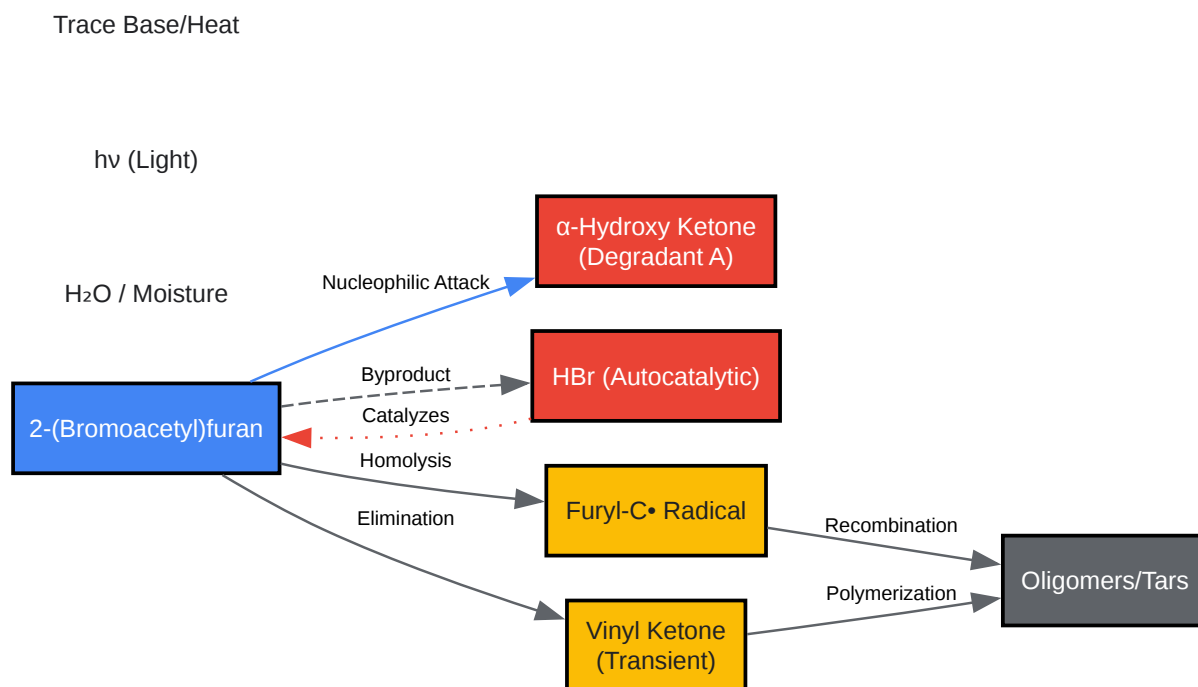 Trace Base/Heat
hν (Light)
H₂O / Moisture
2-(Bromoacetyl)furan
Nucleophilic Attack
α-Hydroxy Ketone
(Degradant A)
Byproduct
HBr (Autocatalytic)
Catalyzes
Homolysis
Furyl-C• Radical
Elimination
Vinyl Ketone
(Transient)
Recombination
Polymerization
Oligomers/Tars